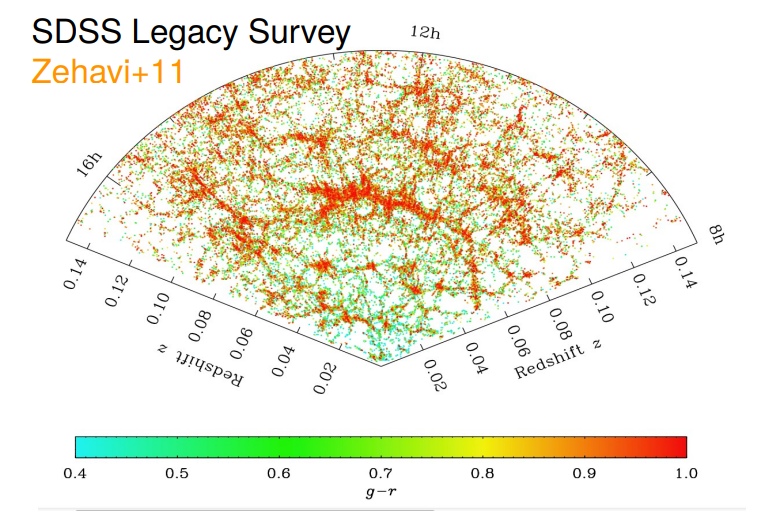 SDSS Legacy Survey
Zehavi+11
12h
16h
8h
0.14
0.12
0.10
0.08
0.06
0.04
0.02
Redshift z
0.02
0.04
0.06
0.08
0.10
0.12
0.14
Redshift z
0.4 0.5 0.6 0.7 0.8 0.9 1.0
g−r